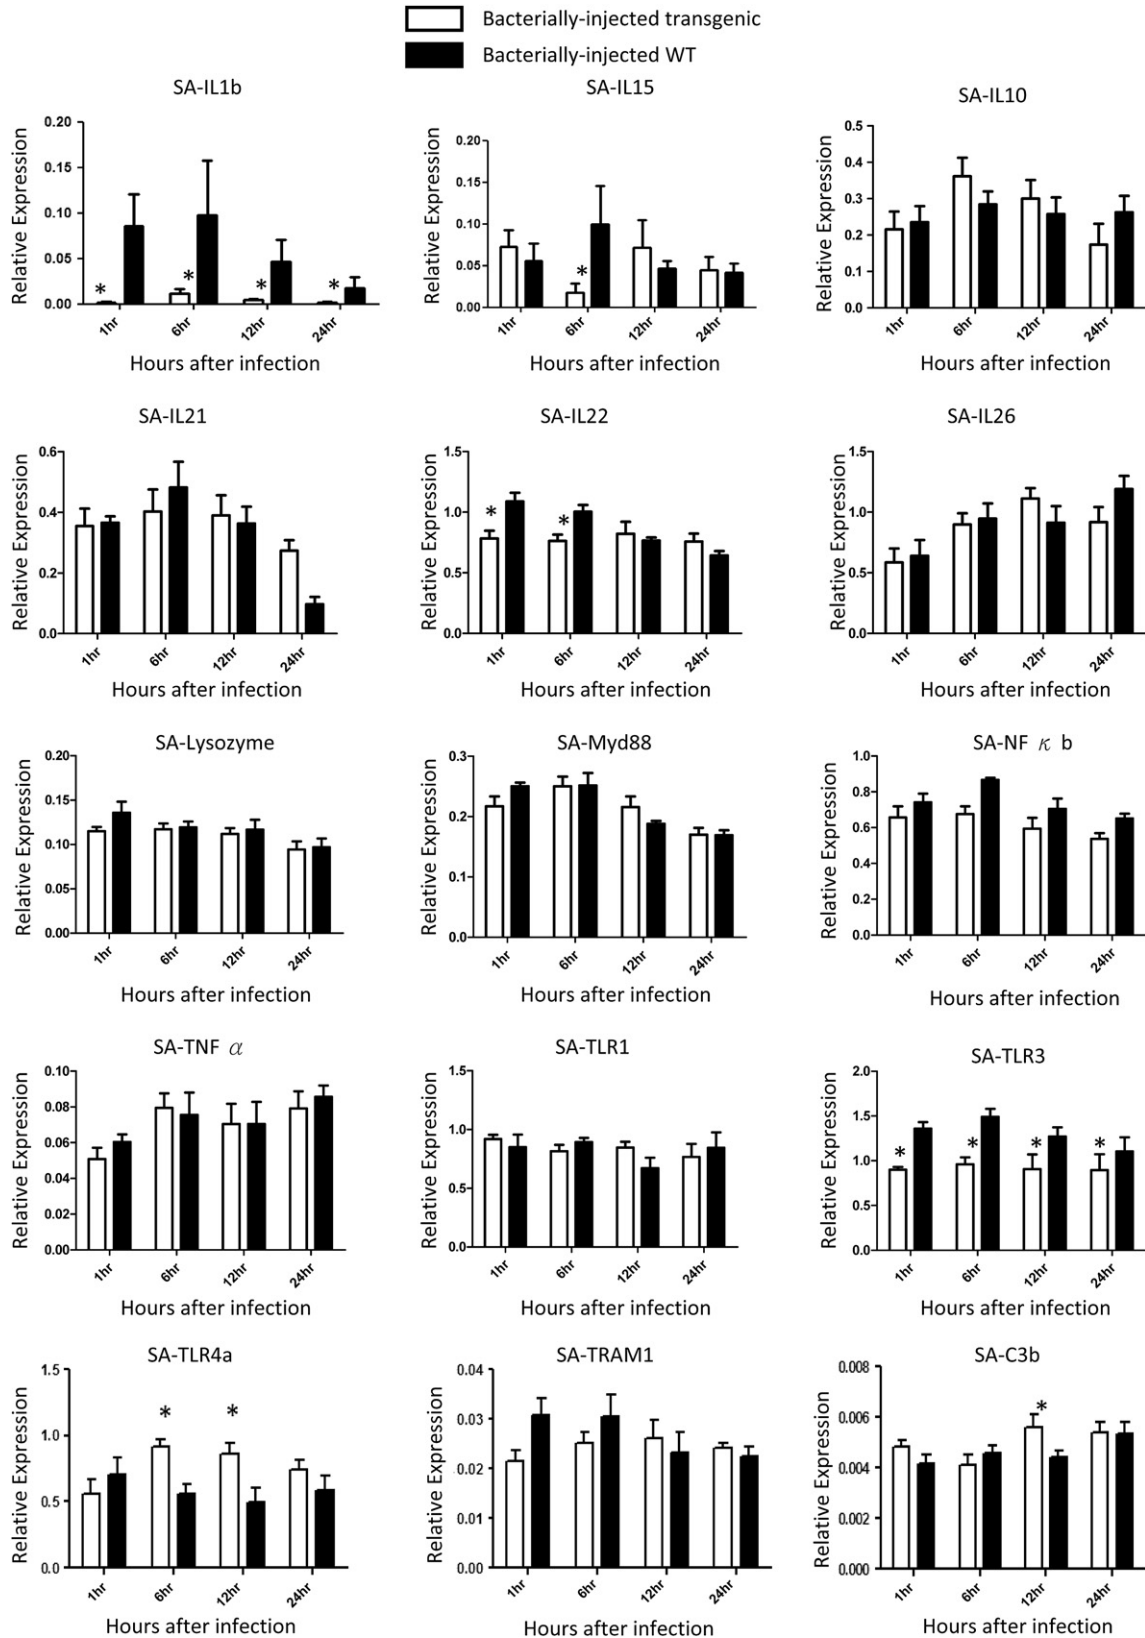 Bacterially-injected transgenic
Bacterially-injected WT
SA-IL1b
Relative Expression
0.20
0.15
0.10
0.05
0.00
*
*
*
*
1hr
6hr
12hr
24hr
Hours after infection
SA-IL15
Relative Expression
0.20
0.15
0.10
0.05
0.00
*
1hr
6hr
12hr
24hr
Hours after infection
SA-IL10
Relative Expression
0.5
0.4
0.3
0.2
0.1
0.0
1hr
6hr
12hr
24hr
Hours after infection
SA-IL21
Relative Expression
0.6
0.4
0.2
0.0
1hr
6hr
12hr
24hr
Hours after infection
SA-IL22
Relative Expression
1.5
1.0
0.5
0.0
*
*
1hr
6hr
12hr
24hr
Hours after infection
SA-IL26
Relative Expression
1.5
1.0
0.5
0.0
1hr
6hr
12hr
24hr
Hours after infection
SA-Lysozyme
Relative Expression
0.20
0.15
0.10
0.05
0.00
1hr
6hr
12hr
24hr
Hours after infection
SA-Myd88
Relative Expression
0.3
0.2
0.1
0.0
1hr
6hr
12hr
24hr
Hours after infection
SA-NF κ b
Relative Expression
1.0
0.8
0.6
0.4
0.2
0.0
1hr
6hr
12hr
24hr
Hours after infection
SA-TNF α
Relative Expression
0.10
0.08
0.06
0.04
0.02
0.00
1hr
6hr
12hr
24hr
Hours after infection
SA-TLR1
Relative Expression
1.5
1.0
0.5
0.0
1hr
6hr
12hr
24hr
Hours after infection
SA-TLR3
Relative Expression
2.0
1.5
1.0
0.5
0.0
*
*
*
*
1hr
6hr
12hr
24hr
Hours after infection
SA-TLR4a
Relative Expression
1.5
1.0
0.5
0.0
*
*
1hr
6hr
12hr
24hr
Hours after infection
SA-TRAM1
Relative Expression
0.04
0.03
0.02
0.01
0.00
1hr
6hr
12hr
24hr
Hours after infection
SA-C3b
Relative Expression
0.008
0.006
0.004
0.002
0.000
*
1hr
6hr
12hr
24hr
Hours after infection